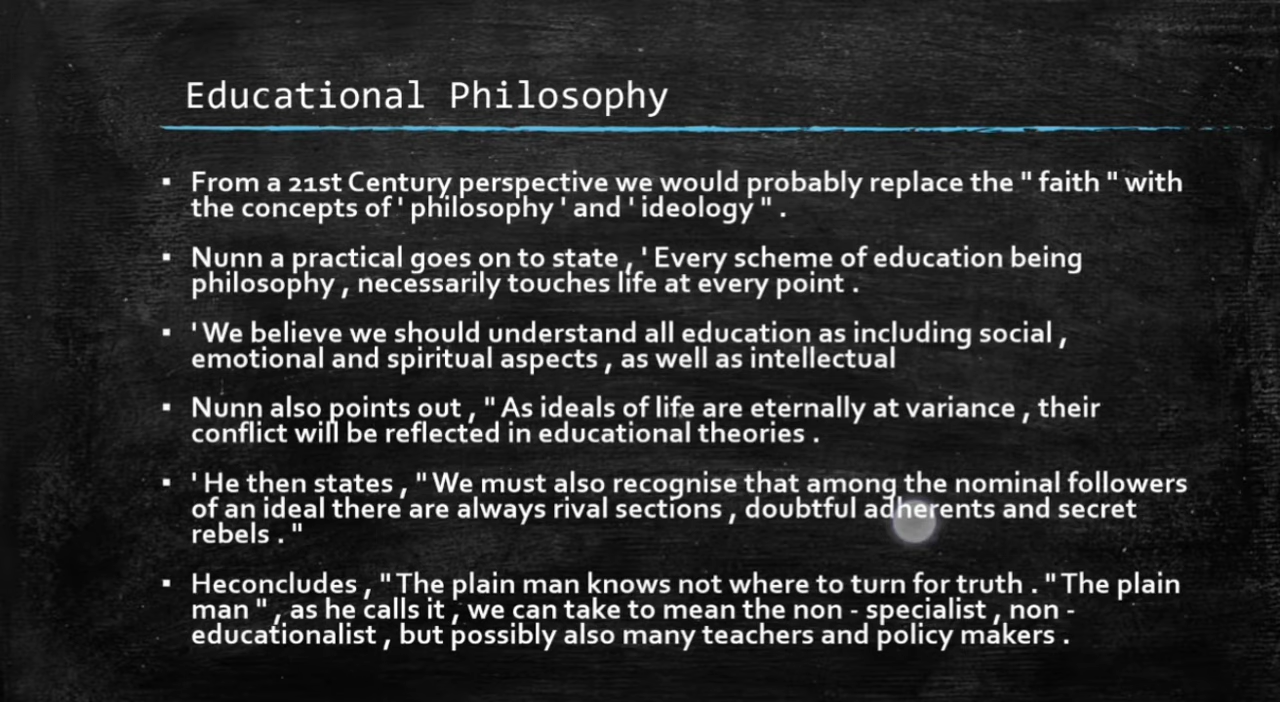 Educational Philosophy
▪ From a 21st Century perspective we would probably replace the " faith " with
the concepts of ' philosophy ' and ' ideology " .
▪ Nunn a practical goes on to state , ' Every scheme of education being
philosophy , necessarily touches life at every point .
▪ ' We believe we should understand all education as including social ,
emotional and spiritual aspects , as well as intellectual
▪ Nunn also points out , " As ideals of life are eternally at variance , their
conflict will be reflected in educational theories .
▪ ' He then states , " We must also recognise that among the nominal followers
of an ideal there are always rival sections , doubtful adherents and secret
rebels . "
▪ Heconcludes , " The plain man knows not where to turn for truth . " The plain
man " , as he calls it , we can take to mean the non - specialist , non -
educationalist , but possibly also many teachers and policy makers .